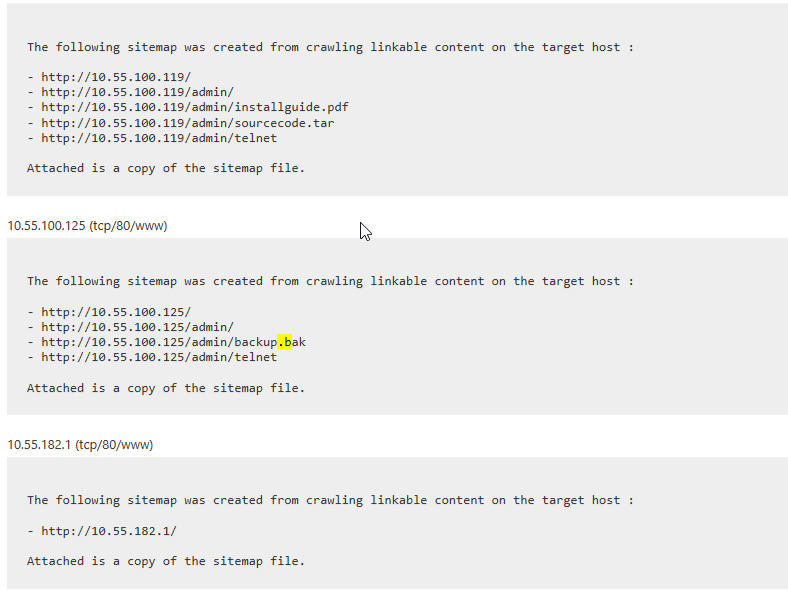 The following sitemap was created from crawling linkable content on the target host :
- http://10.55.100.119/
- http://10.55.100.119/admin/
- http://10.55.100.119/admin/installguide.pdf
- http://10.55.100.119/admin/sourcecode.tar
- http://10.55.100.119/admin/telnet
Attached is a copy of the sitemap file.
10.55.100.125 (tcp/80/www)
The following sitemap was created from crawling linkable content on the target host :
- http://10.55.100.125/
- http://10.55.100.125/admin/
- http://10.55.100.125/admin/backup.bak
- http://10.55.100.125/admin/telnet
Attached is a copy of the sitemap file.
10.55.182.1 (tcp/80/www)
The following sitemap was created from crawling linkable content on the target host :
- http://10.55.182.1/
Attached is a copy of the sitemap file.